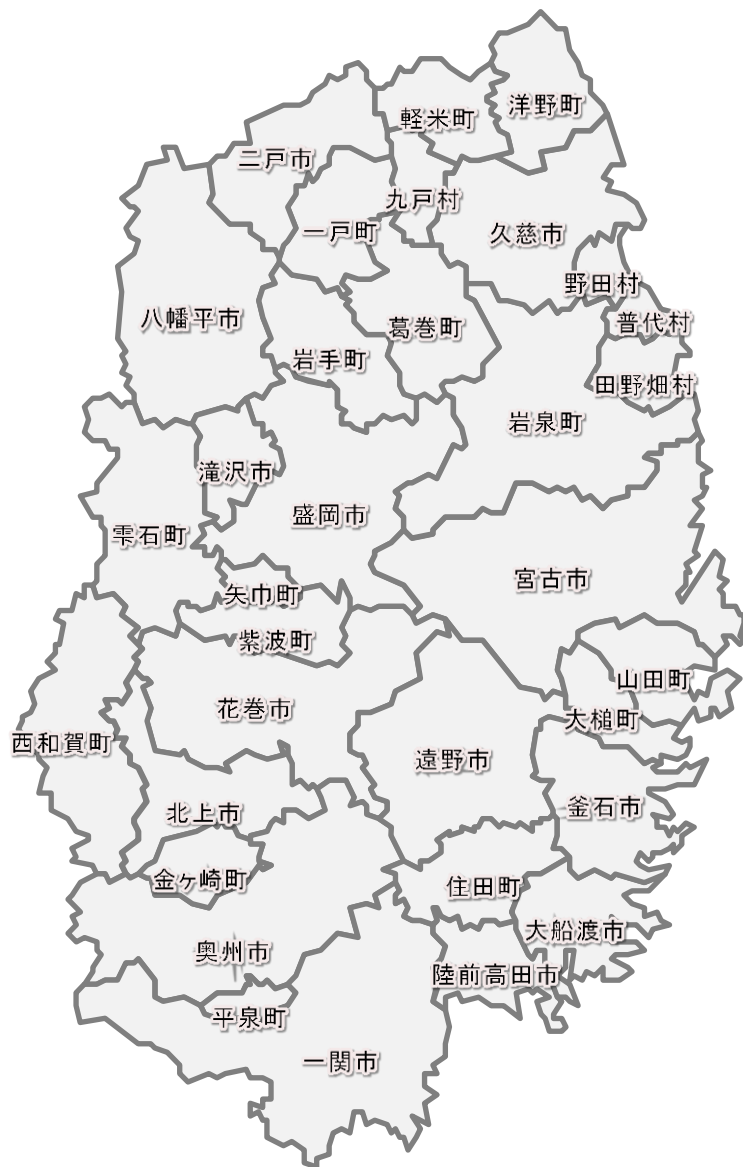 洋野町
軽米町
二戸市
九戸村
一戸町
久慈市
野田村
八幡平市
普代村
葛巻町
岩手町
田野畑村
岩泉町
滝沢市
盛岡市
雫石町
宮古市
矢巾町
紫波町
山田町
花巻市
大槌町
西和賀町
遠野市
釜石市
北上市
金ヶ崎町
住田町
大船渡市
奥州市
陸前高田市
平泉町
一関市